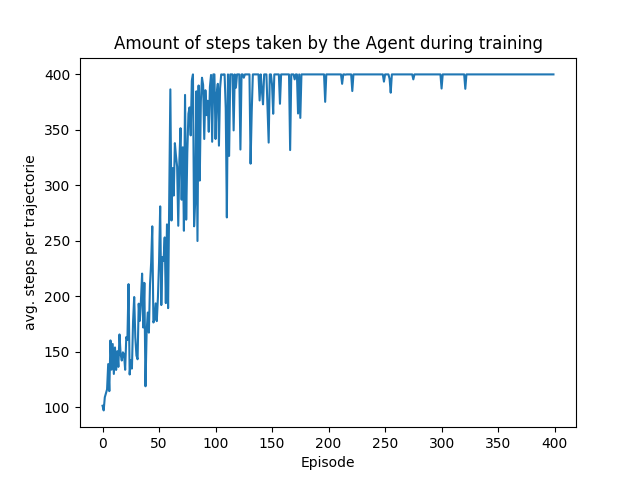 Amount of steps taken by the Agent during training
400
350
300
250
200
150
100
avg. steps per trajectorie
0 50 100 150 200 250 300 350 400
Episode